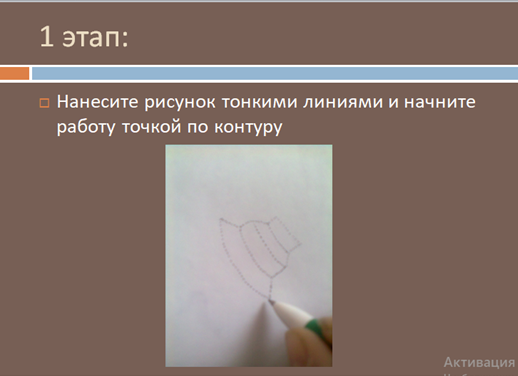 1 этап:
Нанесите рисунок тонкими линиями и начните
работу точкой по контуру
Активация